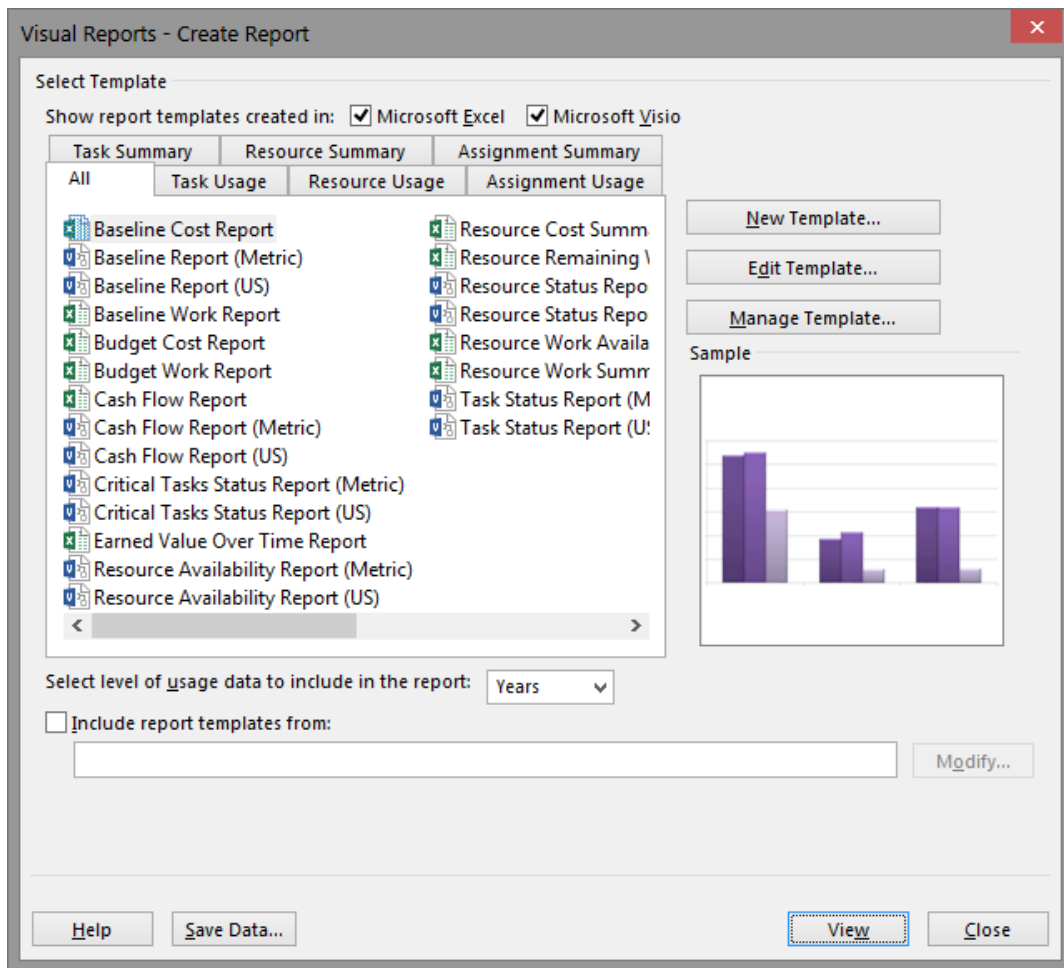 Visual Reports - Create Report
Select Template
Show report templates created in: Microsoft Excel Microsoft Visio
Task Summary Resource Summary Assignment Summary
All Task Usage Resource Usage Assignment Usage
Baseline Cost Report
Baseline Report (Metric)
Baseline Report (US)
Baseline Work Report
Budget Cost Report
Budget Work Report
Cash Flow Report
Cash Flow Report (Metric)
Cash Flow Report (US)
Critical Tasks Status Report (Metric)
Critical Tasks Status Report (US)
Earned Value Over Time Report
Resource Availability Report (Metric)
Resource Availability Report (US)
Resource Cost Summ
Resource Remaining
Resource Status Repo
Resource Status Repo
Resource Work Availa
Resource Work Summ
Task Status Report (M
Task Status Report (US
New Template...
Edit Template...
Manage Template...
Sample
Select level of usage data to include in the report: Years
Include report templates from:
Modify...
Help Save Data... View Close